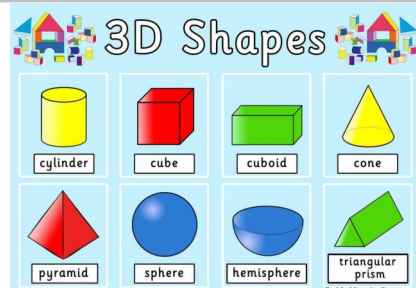 3D Shapes
cylinder
cube
cuboid
cone
pyramid
sphere
hemisphere
triangular
prism